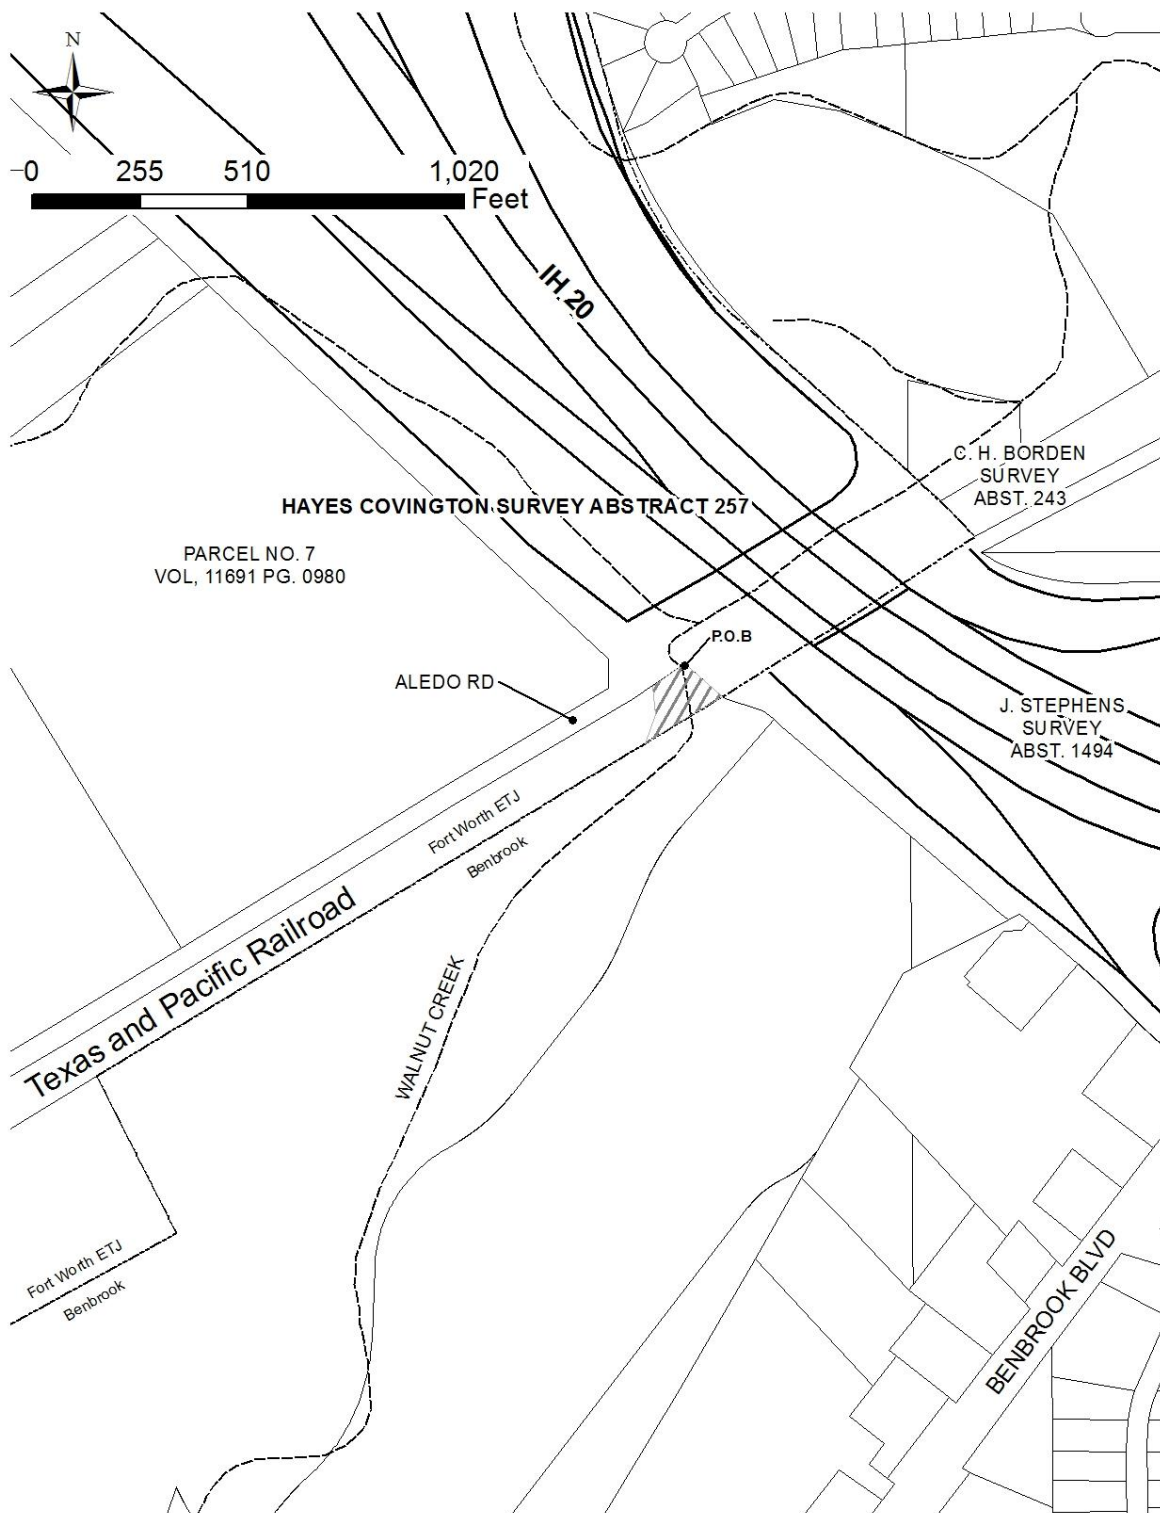 N
0 255 510 1,020
Feet
IH 20
C. H. BORDEN
SURVEY
ABST. 243
HAYES COVINGTON SURVEY ABSTRACT 257
PARCEL NO. 7
VOL, 11691 PG. 0980
P.O.B
ALEDO RD
J. STEPHENS
SURVEY
ABST. 1494
Fort Worth ETJ
Benbrook
Texas and Pacific Railroad
WALNUT CREEK
Fort Worth ETJ
Benbrook
BENBROOK BLVD